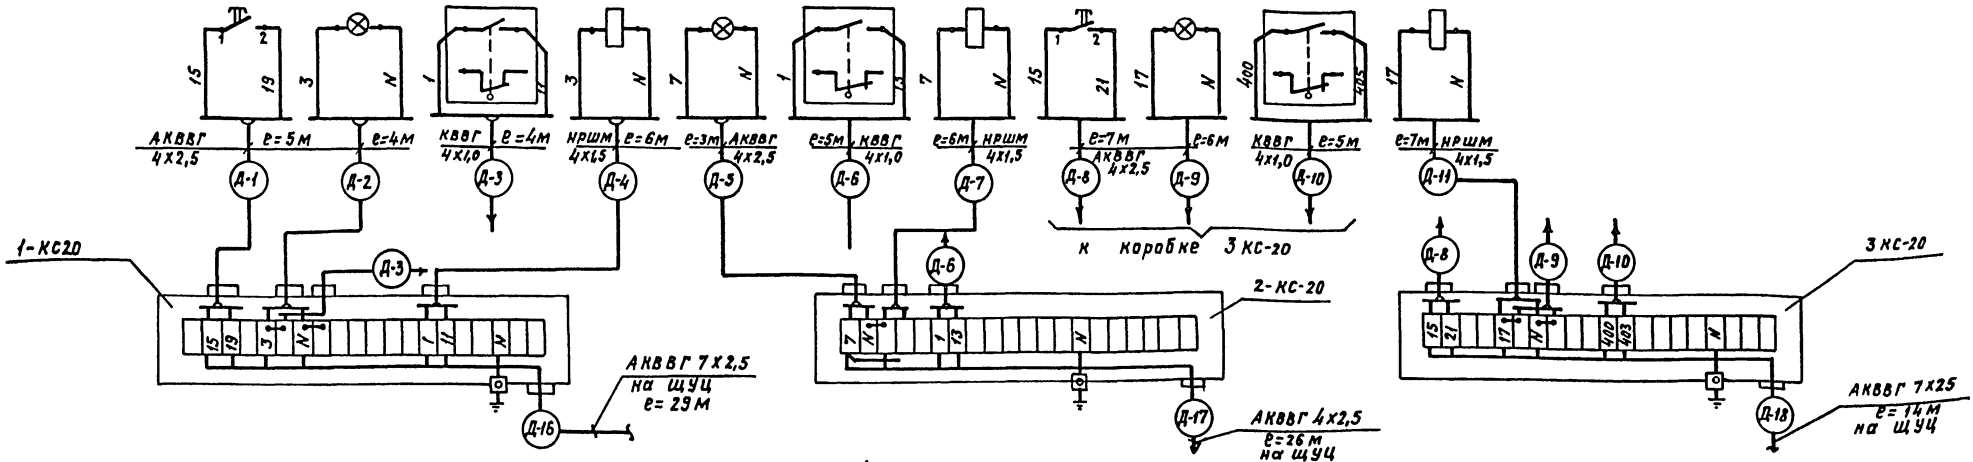 1 2
15 19
3 N
1 11
3 N
7 N
1 13
7 N
1 2
15 21
17 N
400 405
17 N
АКВВГ 4х2,5 ℓ=5м
ℓ=4м
КВВГ 4х1,0 ℓ=4м
НРШМ 4х1,5 ℓ=6м
ℓ=3м АКВВГ 4х2,5
ℓ=5м КВВГ 4х1,0
ℓ=6м НРШМ 4х1,5
ℓ=7м АКВВГ 4х2,5 ℓ=6м
КВВГ 4х1,0 ℓ=5м
ℓ=7м НРШМ 4х1,5
Д-1 Д-2 Д-3 Д-4 Д-5 Д-6 Д-7 Д-8 Д-9 Д-10 Д-11
к коробке 3КС-20
1-КС20
Д-3
15 19 3 N 1 11 N
Д-16
АКВВГ 7х2,5
на ЩУЦ
ℓ=29м
Д-6
2-КС-20
7 N 1 13 N
Д-17
АКВВГ 4х2,5
ℓ=26м
на ЩУЦ
Д-8 Д-9 Д-10
3КС-20
15 21 17 N 400 403 N
Д-18
АКВВГ 7х25
ℓ=14м
на ЩУЦ